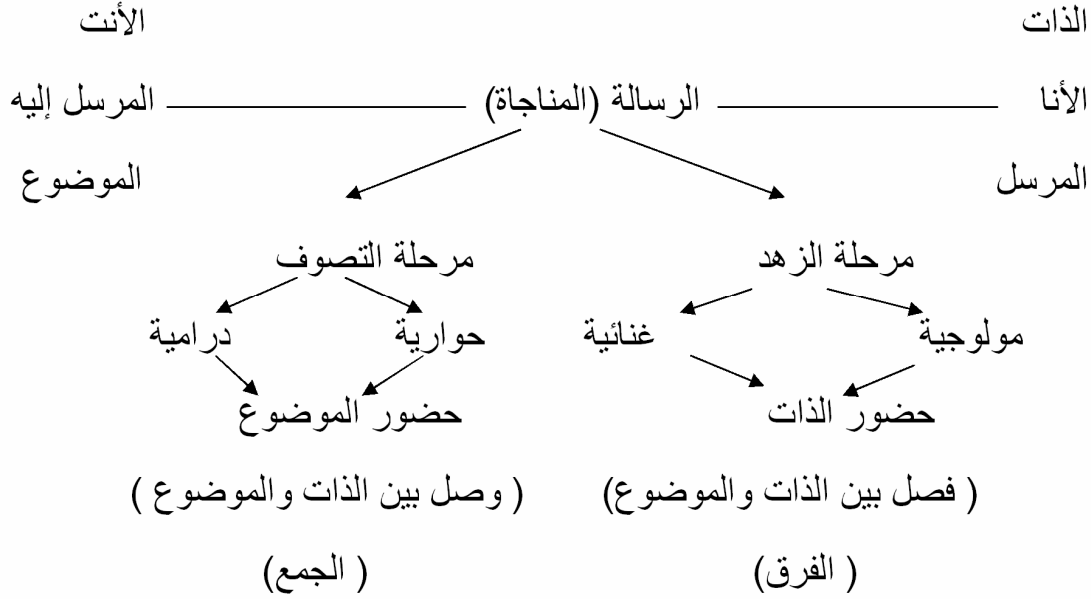 الذات الأنت
الأنا الرسالة (المناجاة) المرسل إليه
المرسل الموضوع
مرحلة الزهد مرحلة التصوف
مولوجية غنائية حوارية درامية
حضور الذات حضور الموضوع
( فصل بين الذات والموضوع) ( وصل بين الذات والموضوع )
( الفرق) ( الجمع)